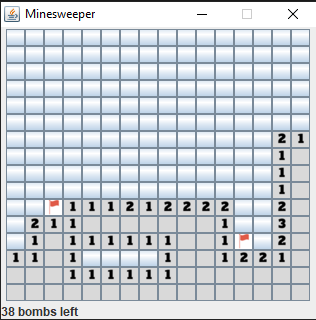 Minesweeper
2 1
1
1
1
1 1 1 2 1 2 2 2 2 2
2 1 1 1 3
1 1 1 1 1 1 1 1 2
1 1 1 1 1 2 2 1
1 1 1 1 1 1
38 bombs left